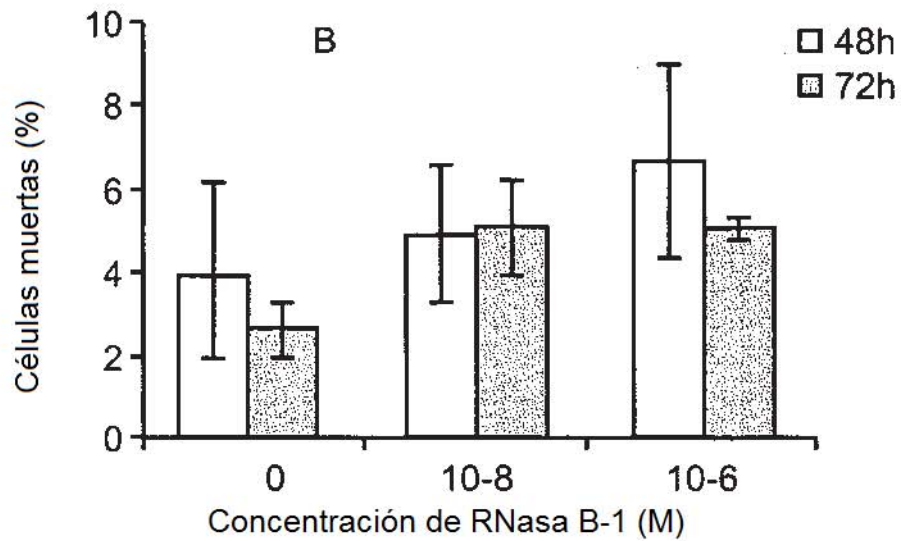 B
48h
72h
Células muertas (%)
10
8
6
4
2
0
0 10-8 10-6
Concentración de RNasa B-1 (M)